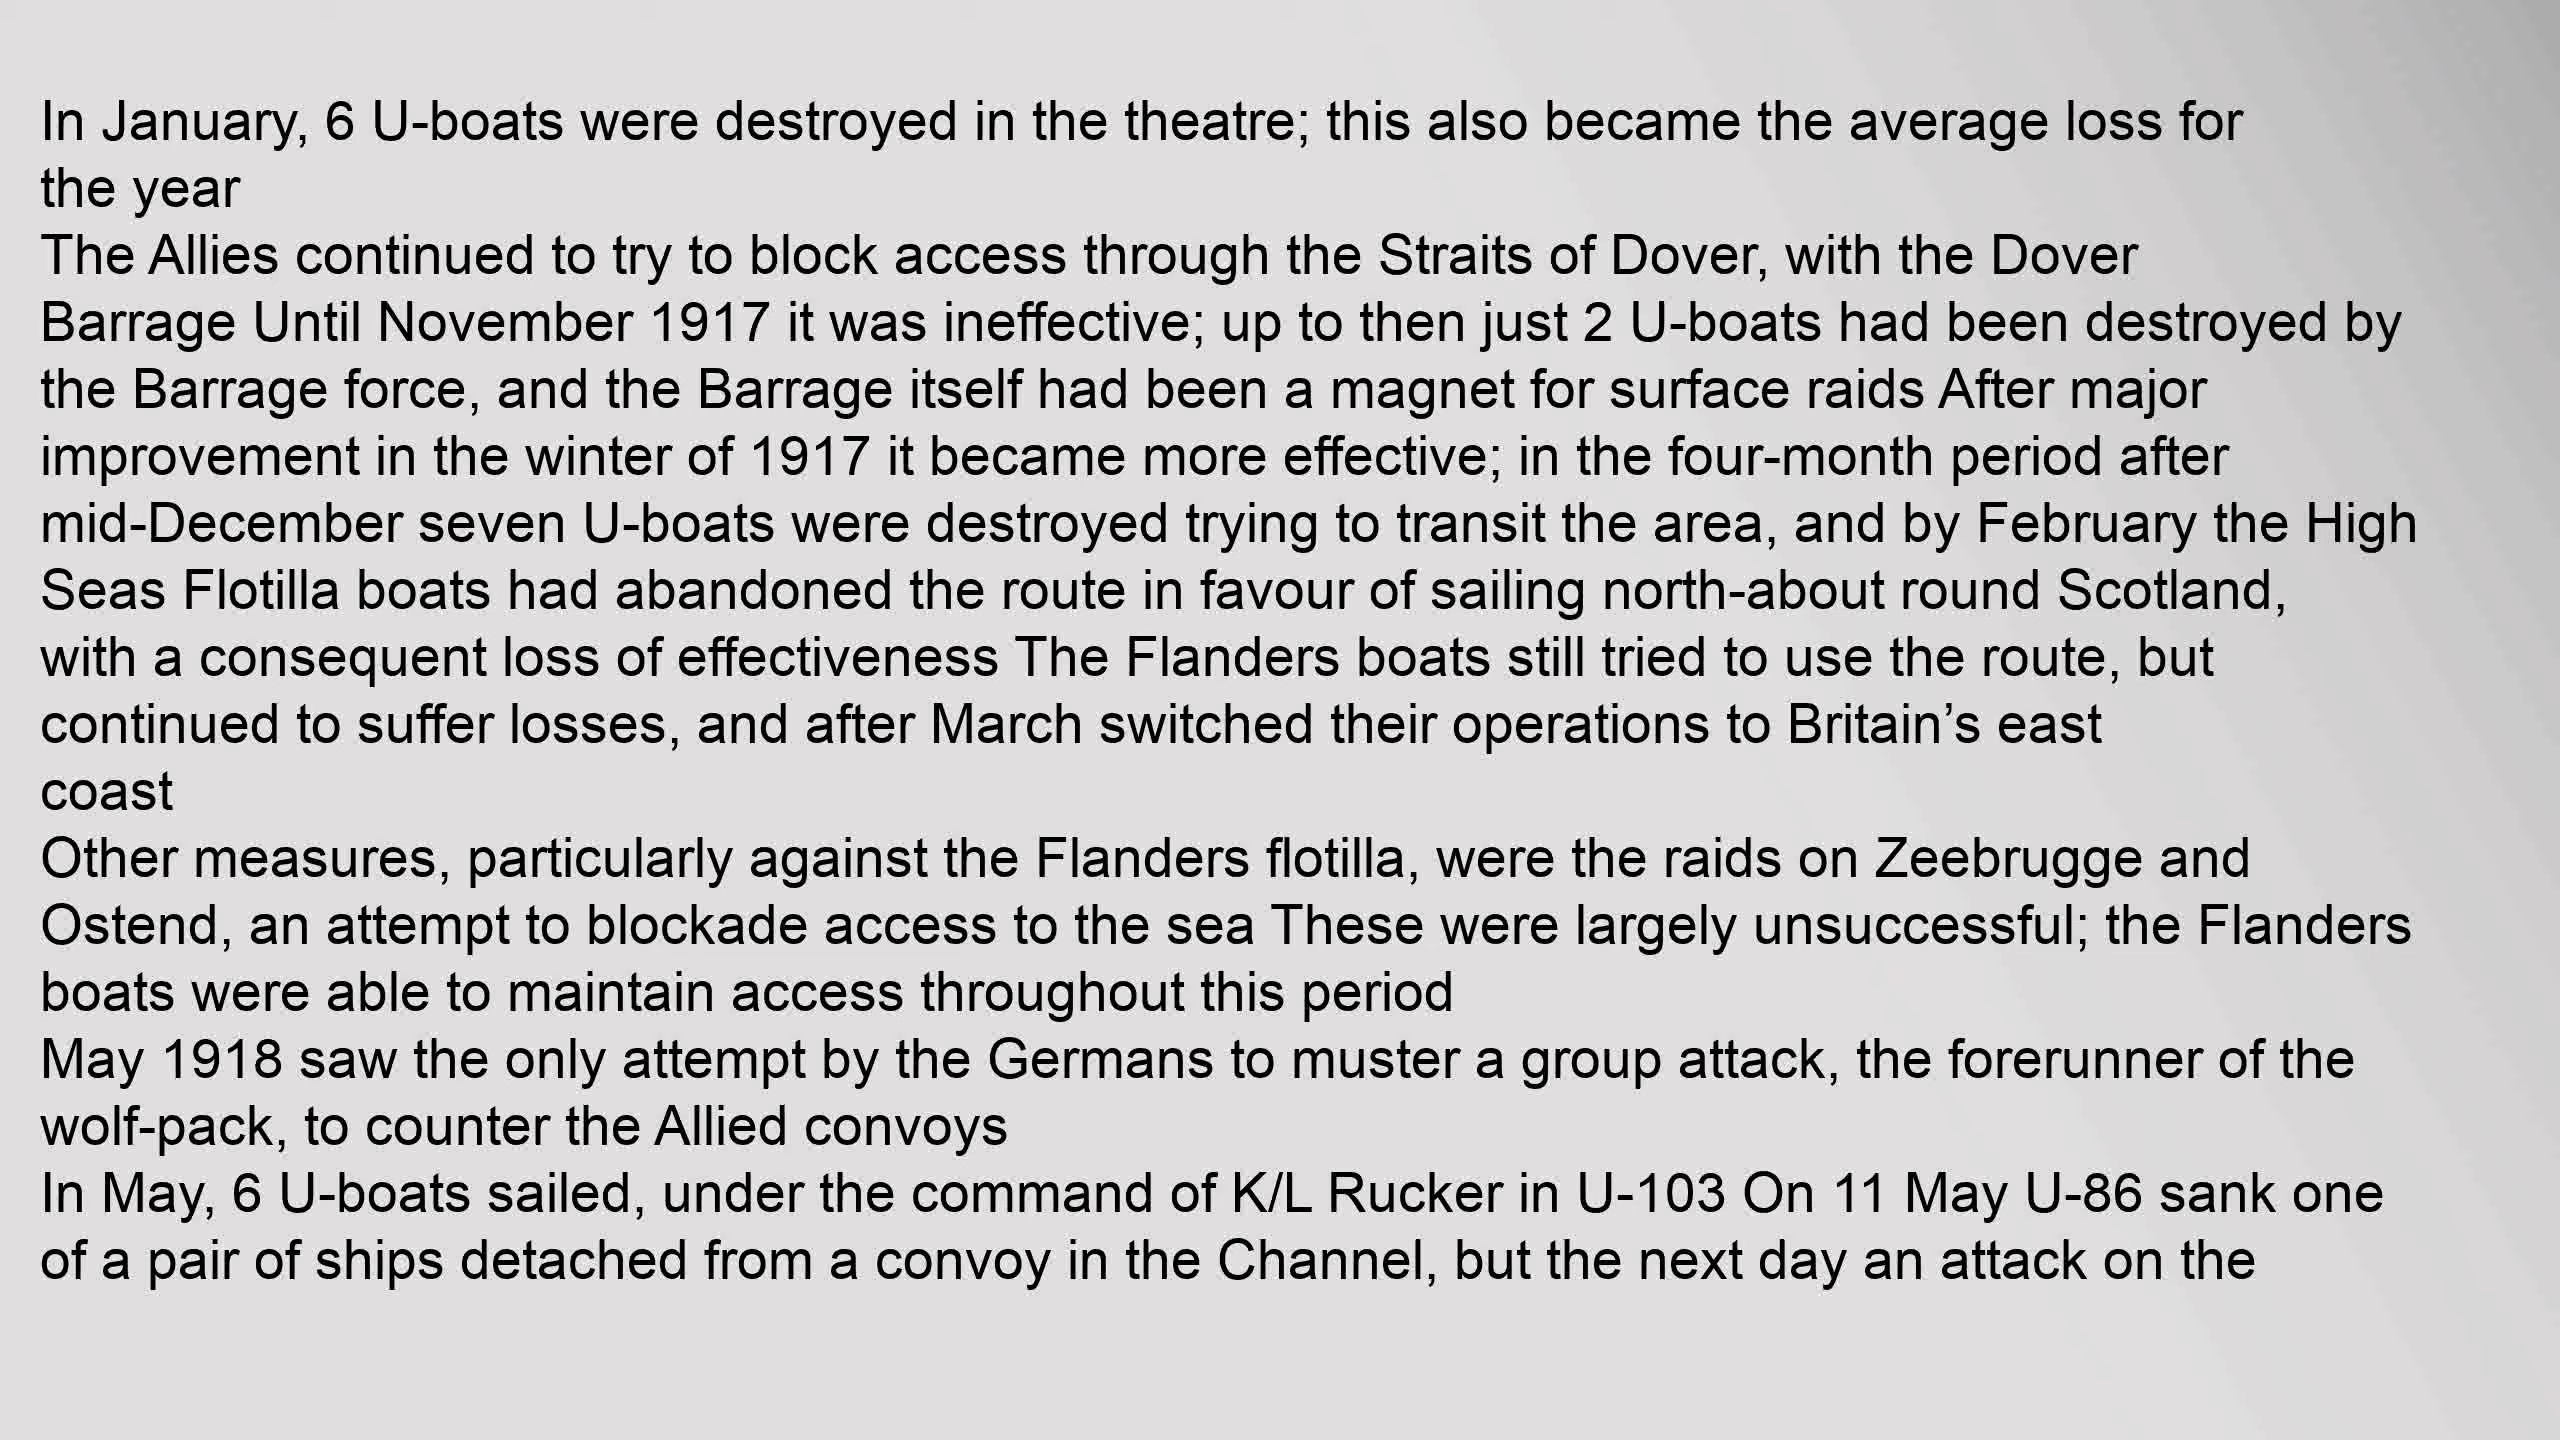 In January, 6 U-boats were destroyed in the theatre; this also became the average loss for
the year
The Allies continued to try to block access through the Straits of Dover, with the Dover
Barrage Until November 1917 it was ineffective; up to then just 2 U-boats had been destroyed by
the Barrage force, and the Barrage itself had been a magnet for surface raids After major
improvement in the winter of 1917 it became more effective; in the four-month period after
mid-December seven U-boats were destroyed trying to transit the area, and by February the High
Seas Flotilla boats had abandoned the route in favour of sailing north-about round Scotland,
with a consequent loss of effectiveness The Flanders boats still tried to use the route, but
continued to suffer losses, and after March switched their operations to Britain’s east
coast
Other measures, particularly against the Flanders flotilla, were the raids on Zeebrugge and
Ostend, an attempt to blockade access to the sea These were largely unsuccessful; the Flanders
boats were able to maintain access throughout this period
May 1918 saw the only attempt by the Germans to muster a group attack, the forerunner of the
wolf-pack, to counter the Allied convoys
In May, 6 U-boats sailed, under the command of K/L Rucker in U-103 On 11 May U-86 sank one
of a pair of ships detached from a convoy in the Channel, but the next day an attack on the